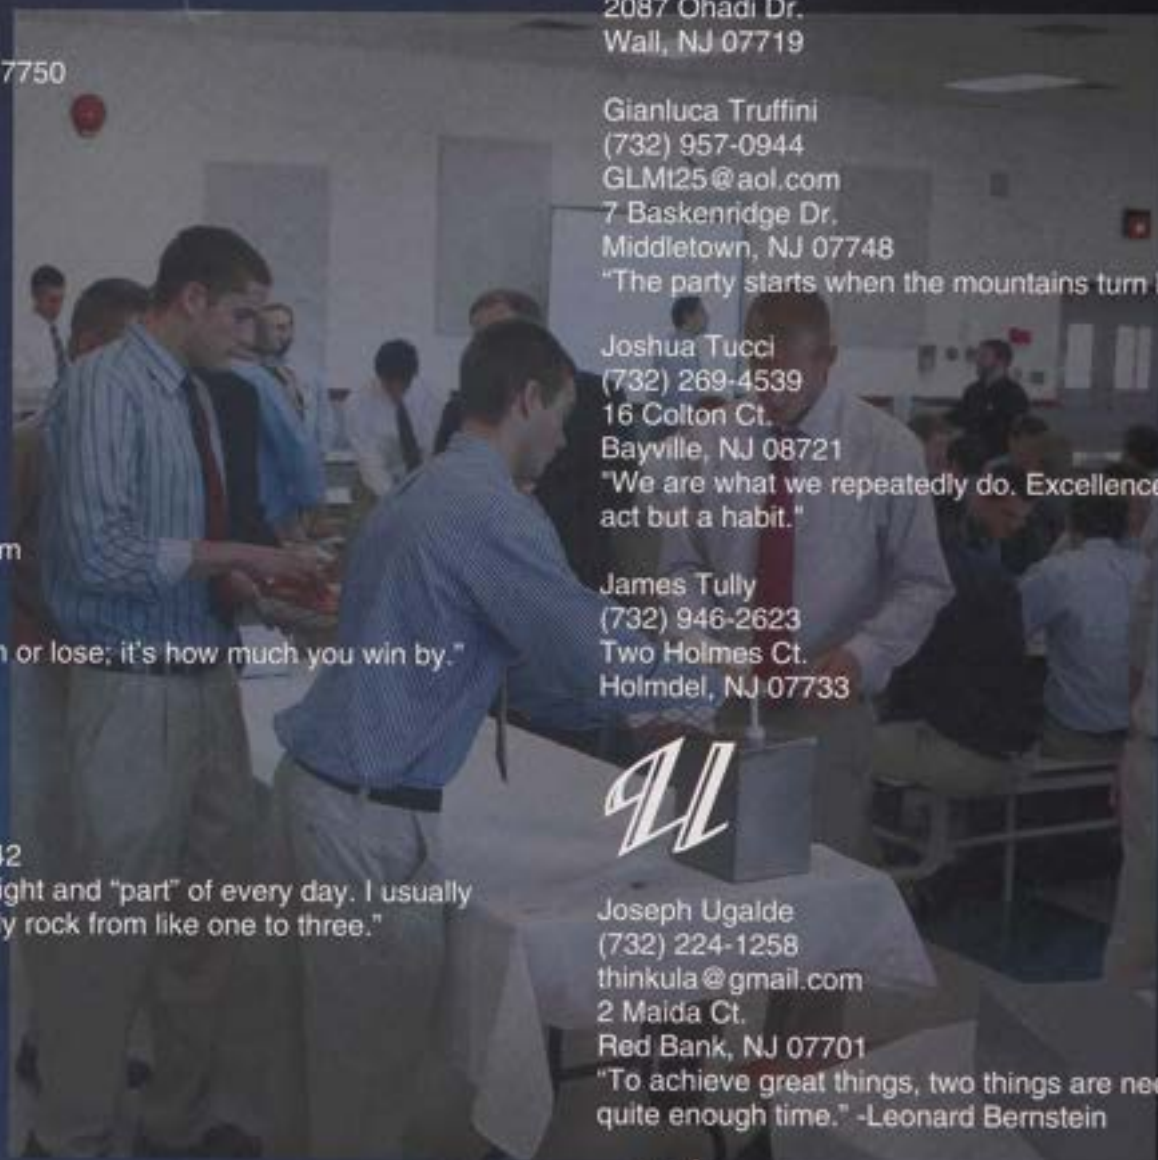 7750
m
or lose; it's how much you win by."
42
ight and "part" of every day. I usually
ly rock from like one to three."
2087 Ohadi Dr.
Wall, NJ 07719
Gianluca Truffini
(732) 957-0944
GLMt25@aol.com
7 Baskenridge Dr.
Middletown, NJ 07748
"The party starts when the mountains turn
Joshua Tucci
(732) 269-4539
16 Colton Ct.
Bayville, NJ 08721
"We are what we repeatedly do. Excellence
act but a habit."
James Tully
(732) 946-2623
Two Holmes Ct.
Holmdel, NJ 07733
U
Joseph Ugalde
(732) 224-1258
thinkula@gmail.com
2 Maida Ct.
Red Bank, NJ 07701
"To achieve great things, two things are nee
quite enough time." -Leonard Bernstein